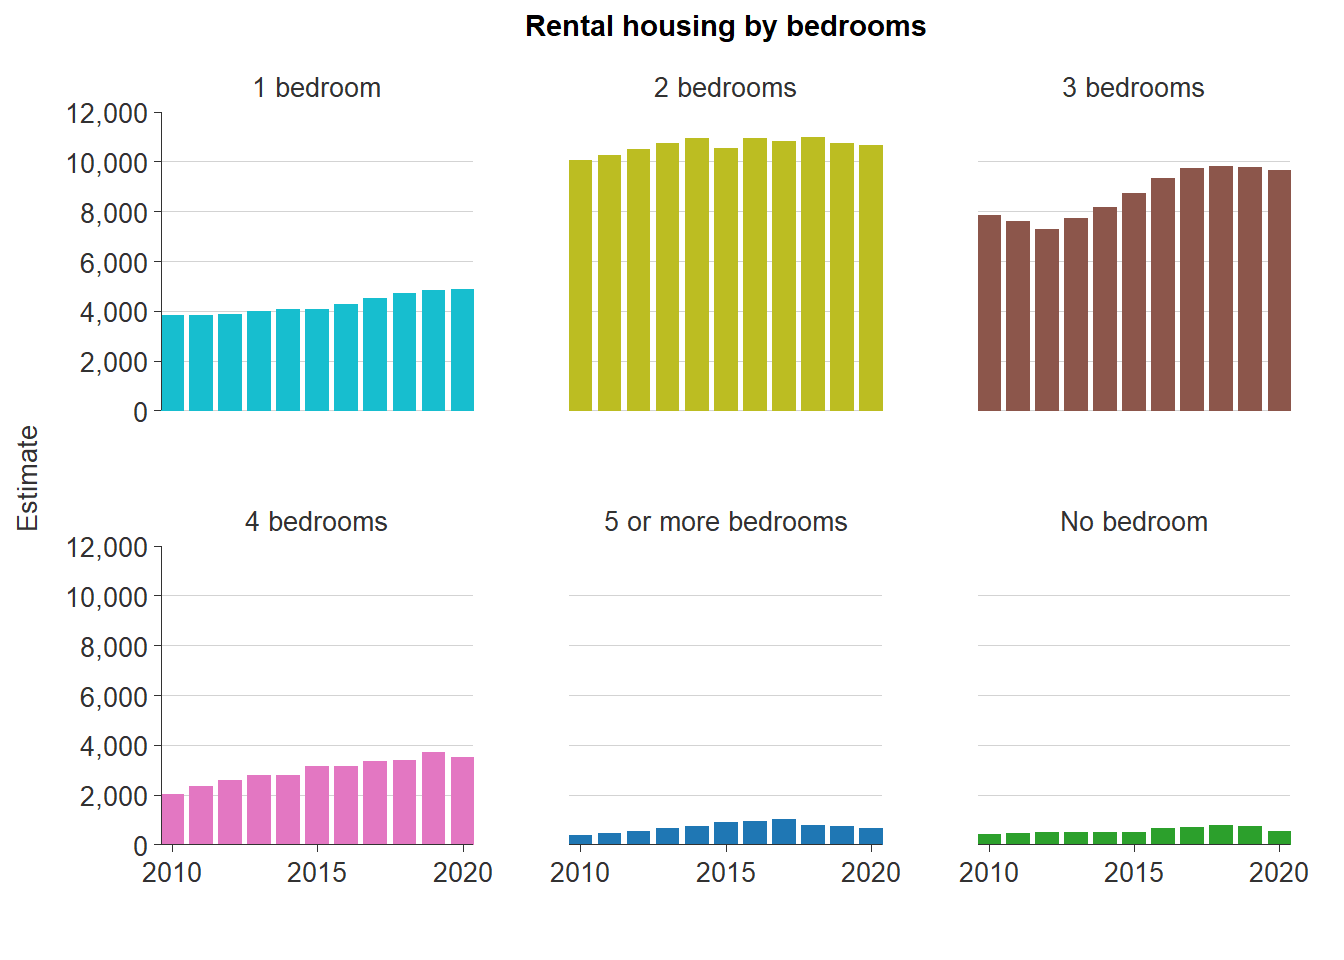 Rental housing by bedrooms
1 bedroom
2 bedrooms
3 bedrooms
12,000
10,000
8,000
6,000
4,000
2,000
0
Estimate
4 bedrooms
5 or more bedrooms
No bedroom
12,000
10,000
8,000
6,000
4,000
2,000
0
2010 2015 2020
2010 2015 2020
2010 2015 2020